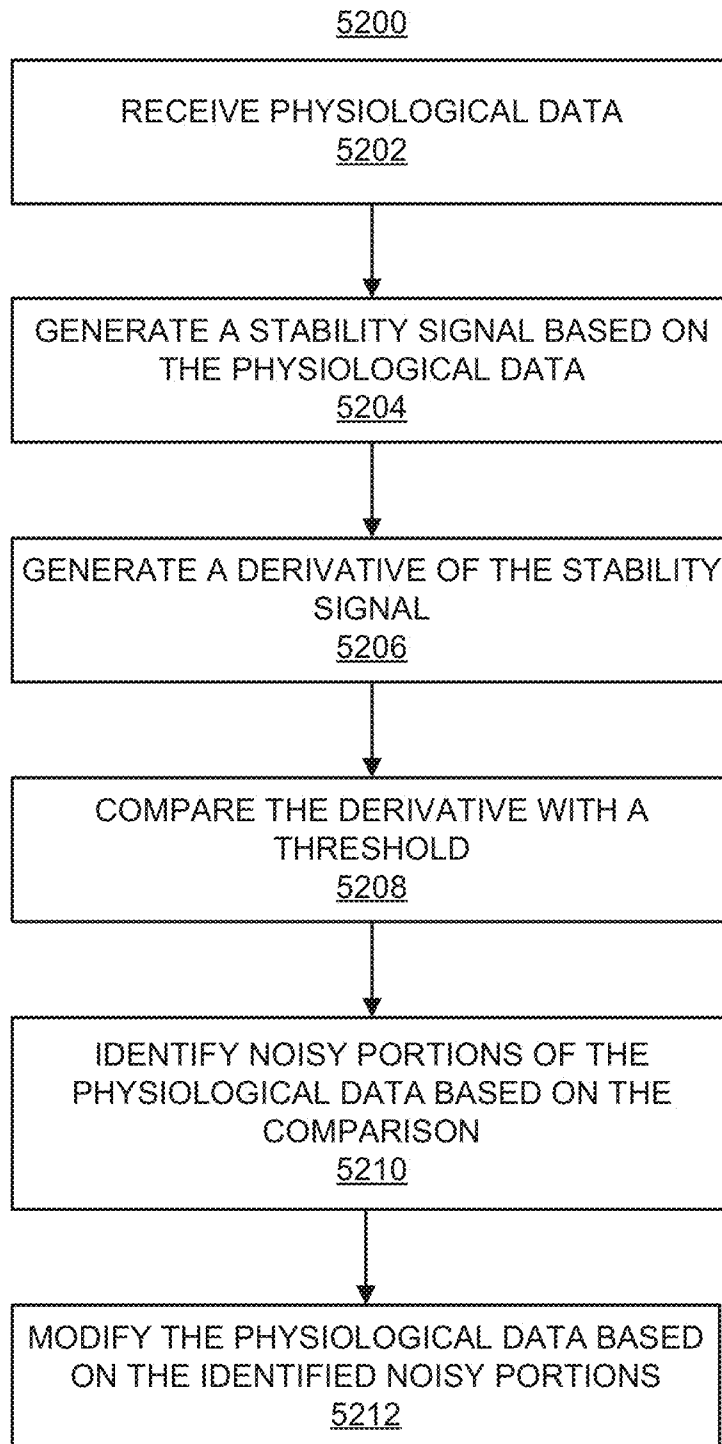 5200
RECEIVE PHYSIOLOGICAL DATA
5202
GENERATE A STABILITY SIGNAL BASED ON
THE PHYSIOLOGICAL DATA
5204
GENERATE A DERIVATIVE OF THE STABILITY
SIGNAL
5206
COMPARE THE DERIVATIVE WITH A
THRESHOLD
5208
IDENTIFY NOISY PORTIONS OF THE
PHYSIOLOGICAL DATA BASED ON THE
COMPARISON
5210
MODIFY THE PHYSIOLOGICAL DATA BASED
ON THE IDENTIFIED NOISY PORTIONS
5212